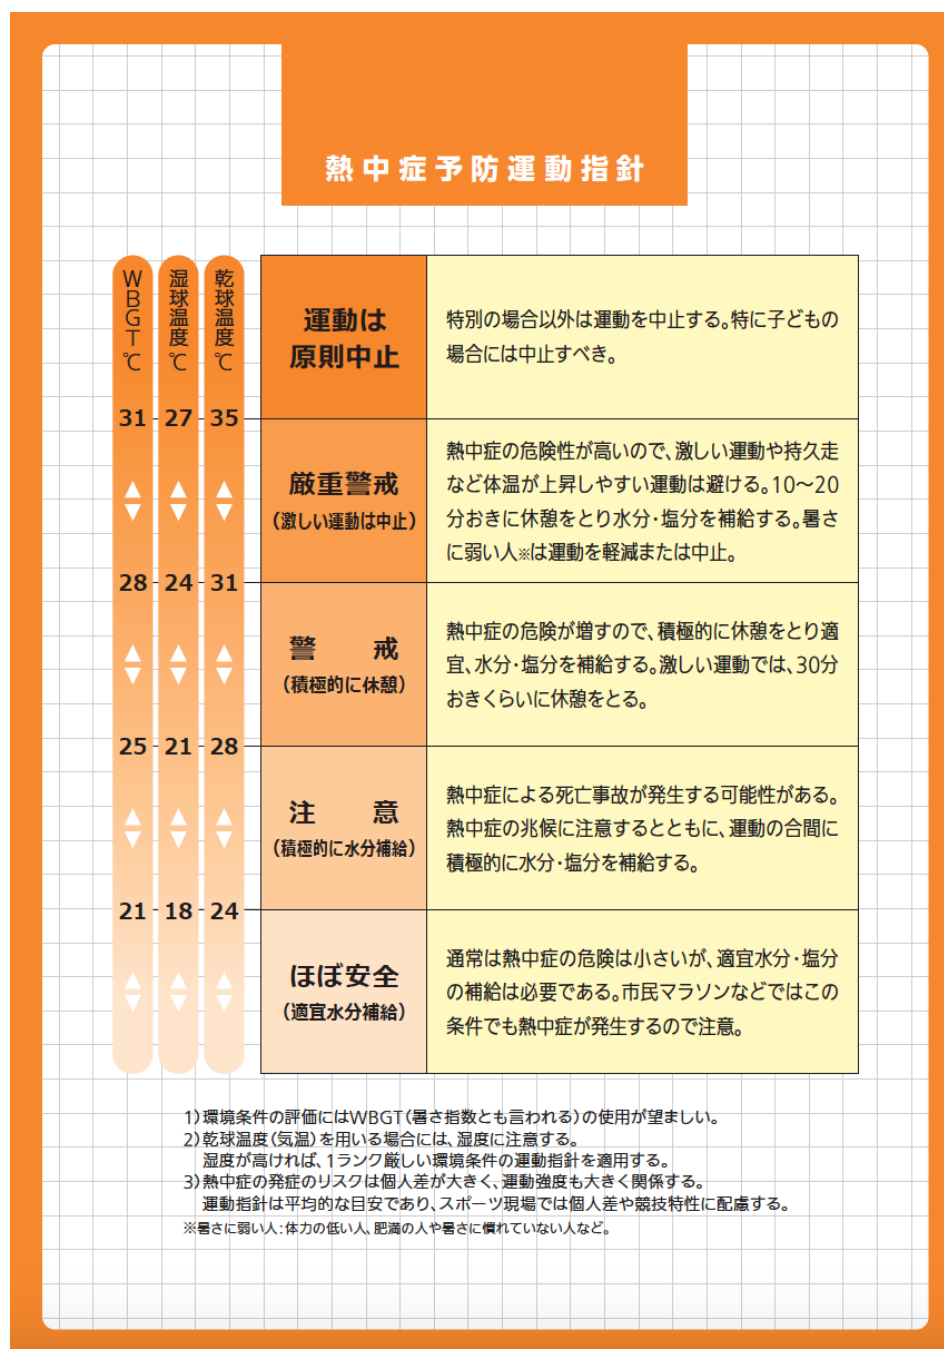 熱中症予防運動指針
WBGT℃
湿球温度℃
乾球温度℃
31 27 35
28 24 31
25 21 28
21 18 24
運動は
原則中止
特別の場合以外は運動を中止する。特に子どもの
場合には中止すべき。
厳重警戒
(激しい運動は中止)
熱中症の危険性が高いので、激しい運動や持久走
など体温が上昇しやすい運動は避ける。10〜20
分おきに休憩をとり水分・塩分を補給する。暑さ
に弱い人※は運動を軽減または中止。
警 戒
(積極的に休憩)
熱中症の危険が増すので、積極的に休憩をとり適
宜、水分・塩分を補給する。激しい運動では、30分
おきくらいに休憩をとる。
注 意
(積極的に水分補給)
熱中症による死亡事故が発生する可能性がある。
熱中症の兆候に注意するとともに、運動の合間に
積極的に水分・塩分を補給する。
ほぼ安全
(適宜水分補給)
通常は熱中症の危険は小さいが、適宜水分・塩分
の補給は必要である。市民マラソンなどではこの
条件でも熱中症が発生するので注意。
1)環境条件の評価にはWBGT(暑さ指数とも言われる)の使用が望ましい。
2)乾球温度(気温)を用いる場合には、湿度に注意する。
湿度が高ければ、1ランク厳しい環境条件の運動指針を適用する。
3)熱中症の発症のリスクは個人差が大きく、運動強度も大きく関係する。
運動指針は平均的な目安であり、スポーツ現場では個人差や競技特性に配慮する。
※暑さに弱い人:体力の低い人、肥満の人や暑さに慣れていない人など。